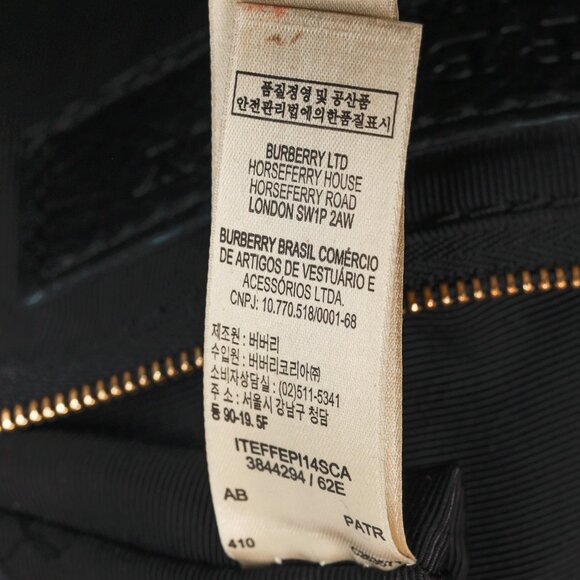 품질경영 및 공산품
안전관리법에의한품질표시
BURBERRY LTD
HORSEFERRY HOUSE
HORSEFERRY ROAD
LONDON SW1P 2AW
BURBERRY BRASIL COMÉRCIO
DE ARTIGOS DE VESTUÁRIO E
ACESSÓRIOS LTDA.
CNPJ: 10.770.518/0001-68
제조원 : 버버리
수입원 : 버버리코리아㈜
소비자상담실 : (02)511-5341
주 소 : 서울시 강남구 청담
동 90-19. 5F
ITEFFEPI14SCA
3844294 / 62E
AB
PATR
410